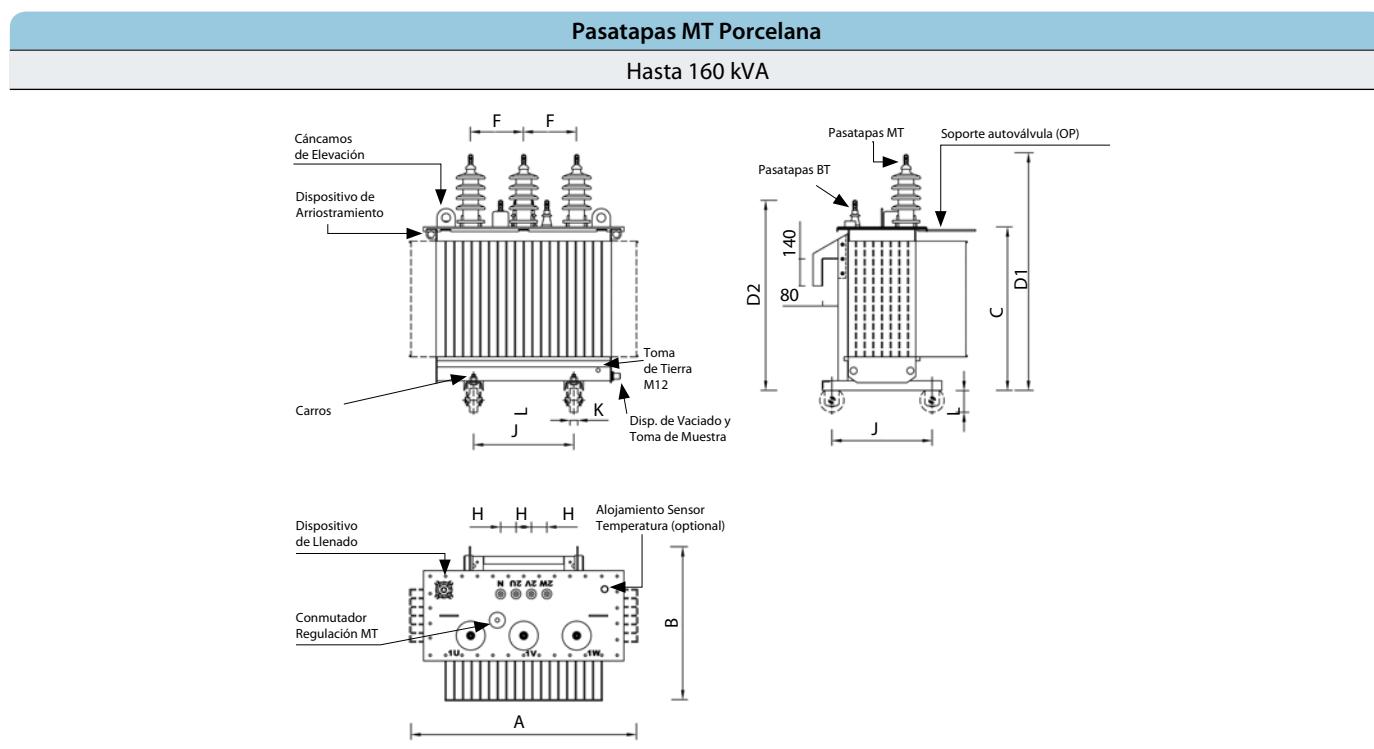 Pasatapas MT Porcelana
Hasta 160 kVA
F F
Cáncamos
de Elevación
Dispositivo de
Arriostramiento
Carros
Toma
de Tierra
M12
Disp. de Vaciado y
Toma de Muestra
L
K
J
Pasatapas MT
Soporte autoválvula (OP)
Pasatapas BT
140
80
D2
C
D1
L
J
H H H
Alojamiento Sensor
Temperatura (optional)
Dispositivo
de Llenado
N 2U 2V 2W
Conmutador
Regulación MT
1U 1V 1W
B
A